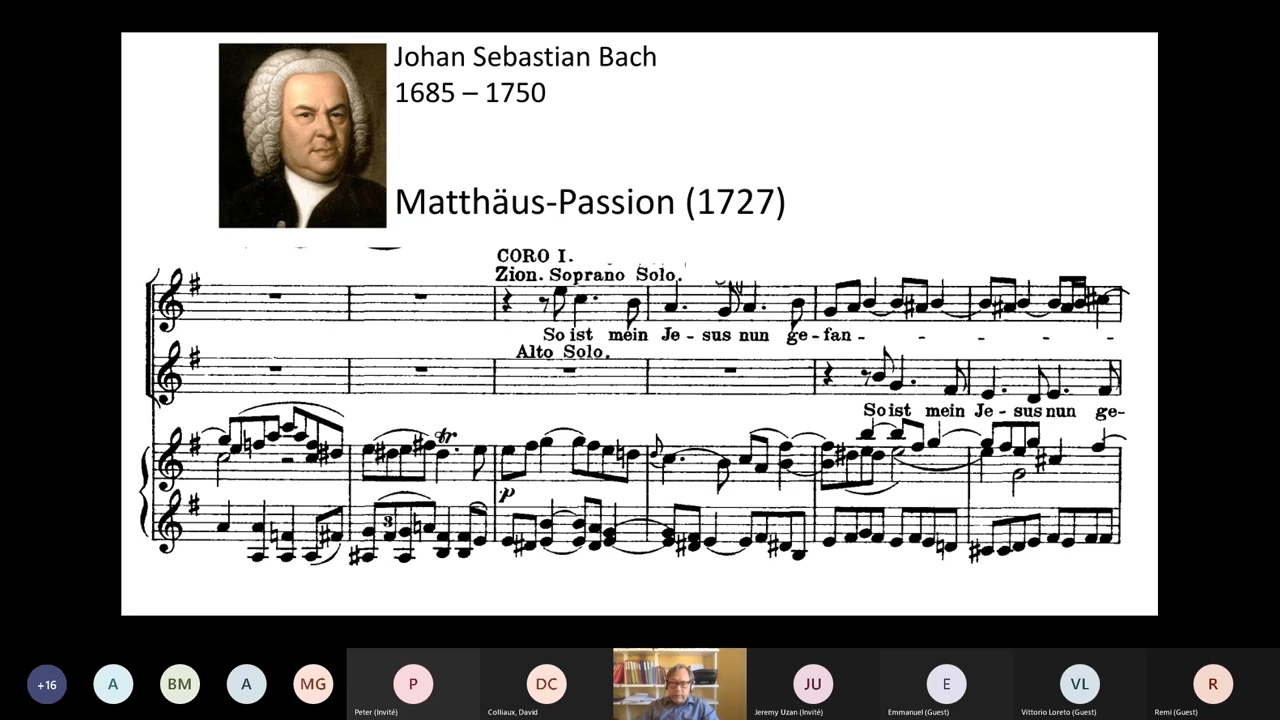 Johan Sebastian Bach
1685 – 1750
Matthäus-Passion (1727)
CORO I.
Zion. Soprano Solo.
So ist mein Je - sus nun ge - fan - - - - -
Alto Solo.
So ist mein Je - sus nun ge-
tr
p
3
+16
A
BM
A
MG
P
Peter (Invité)
DC
Colliaux, David
JU
Jeremy Uzan (Invité)
E
Emmanuel (Guest)
VL
Vittorio Loreto (Guest)
R
Remi (Guest)